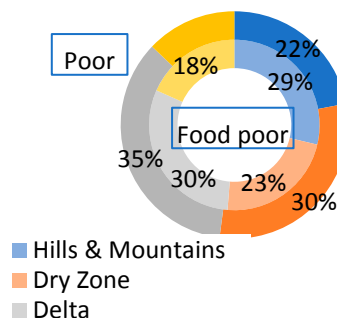 22%
Poor
18%
29%
Food poor
35%
30%
23%
30%
Hills & Mountains
Dry Zone
Delta